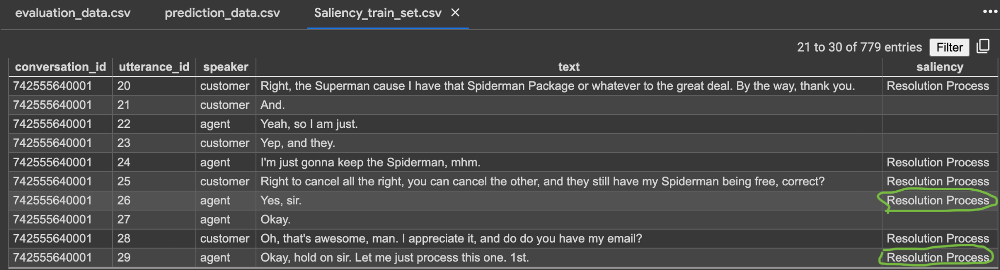 evaluation_data.csv prediction_data.csv Saliency_train_set.csv
21 to 30 of 779 entries Filter
conversation_id utterance_id speaker text saliency
742555640001 20 customer Right, the Superman cause I have that Spiderman Package or whatever to the great deal. By the way, thank you. Resolution Process
742555640001 21 customer And.
742555640001 22 agent Yeah, so I am just.
742555640001 23 customer Yep, and they.
742555640001 24 agent I'm just gonna keep the Spiderman, mhm. Resolution Process
742555640001 25 customer Right to cancel all the right, you can cancel the other, and they still have my Spiderman being free, correct? Resolution Process
742555640001 26 agent Yes, sir. Resolution Process
742555640001 27 agent Okay.
742555640001 28 customer Oh, that's awesome, man. I appreciate it, and do do you have my email? Resolution Process
742555640001 29 agent Okay, hold on sir. Let me just process this one. 1st. Resolution Process